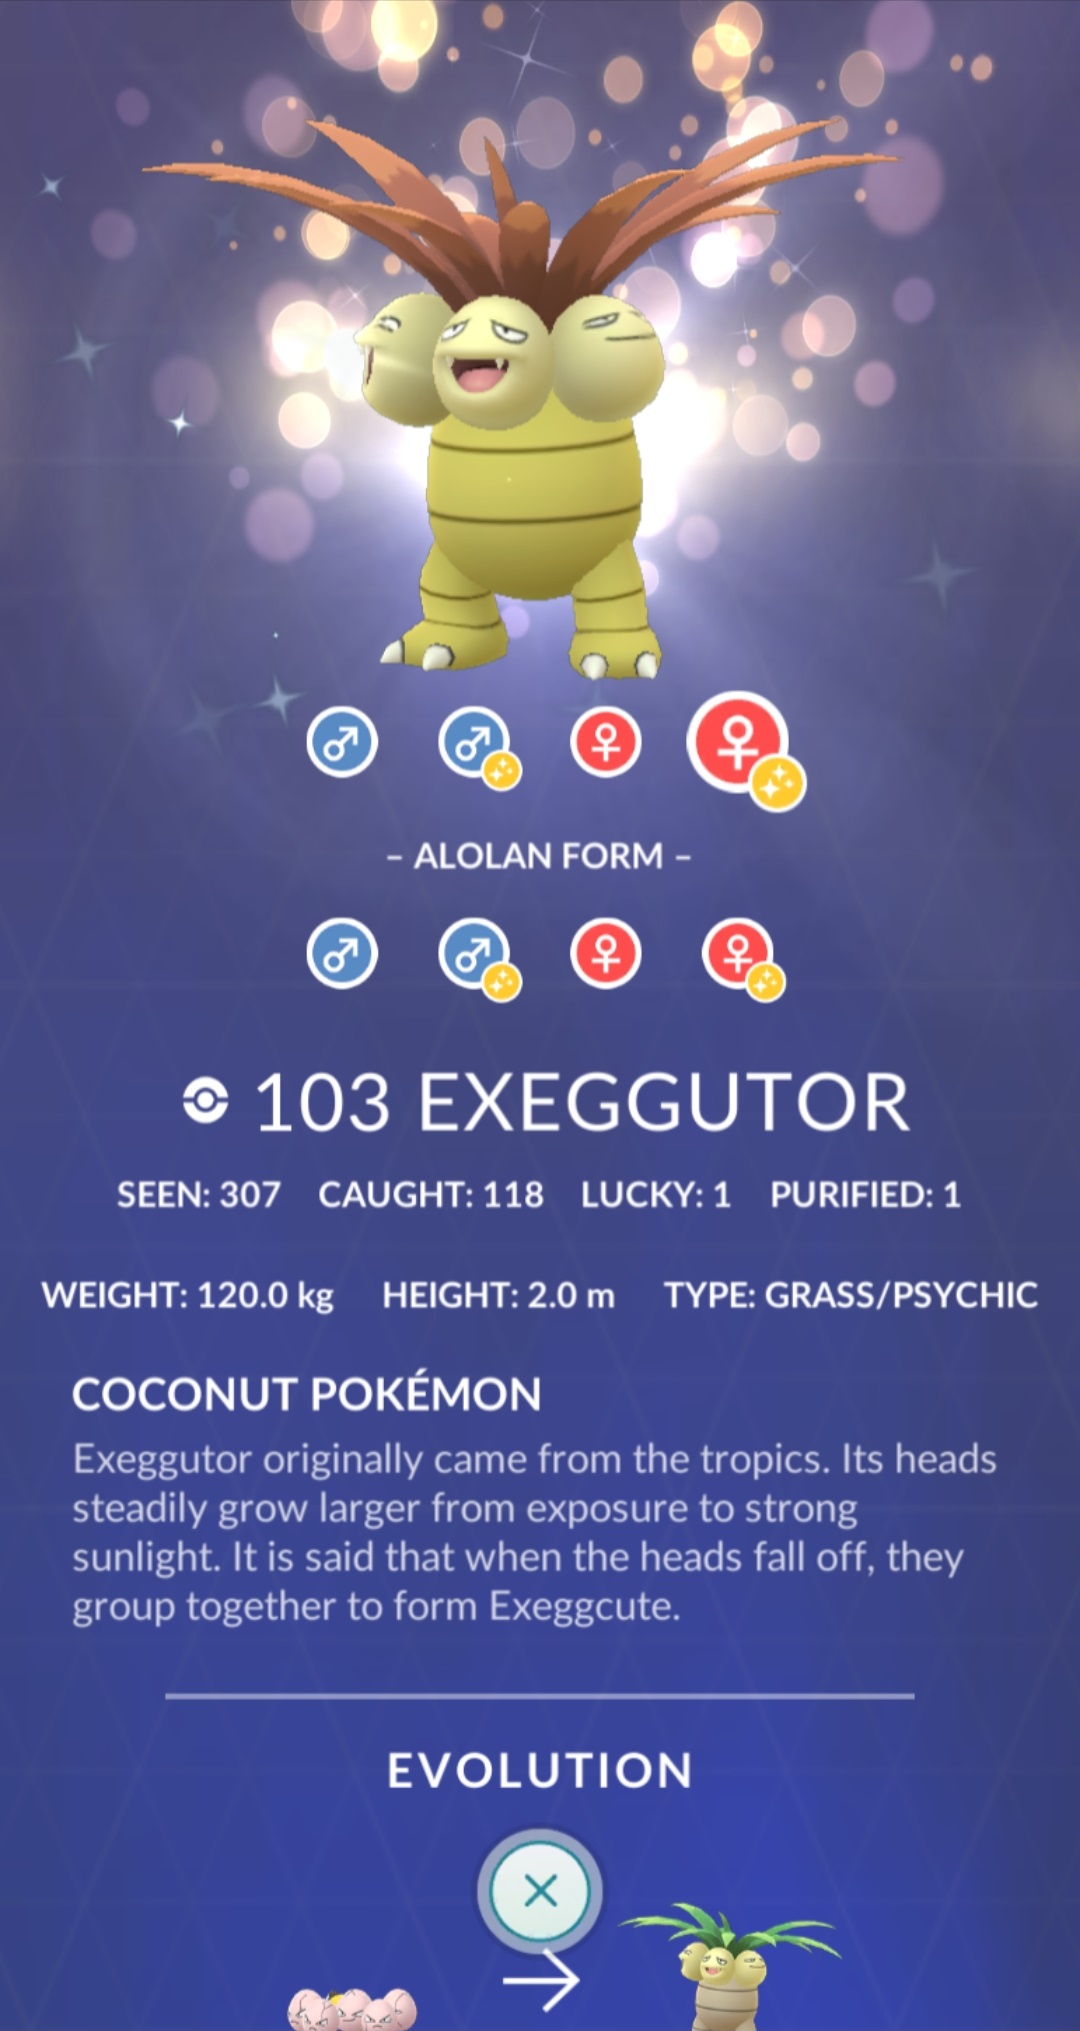 – ALOLAN FORM –
103 EXEGGUTOR
SEEN: 307 CAUGHT: 118 LUCKY: 1 PURIFIED: 1
WEIGHT: 120.0 kg HEIGHT: 2.0 m TYPE: GRASS/PSYCHIC
COCONUT POKÉMON
Exeggutor originally came from the tropics. Its heads
steadily grow larger from exposure to strong
sunlight. It is said that when the heads fall off, they
group together to form Exeggcute.
EVOLUTION